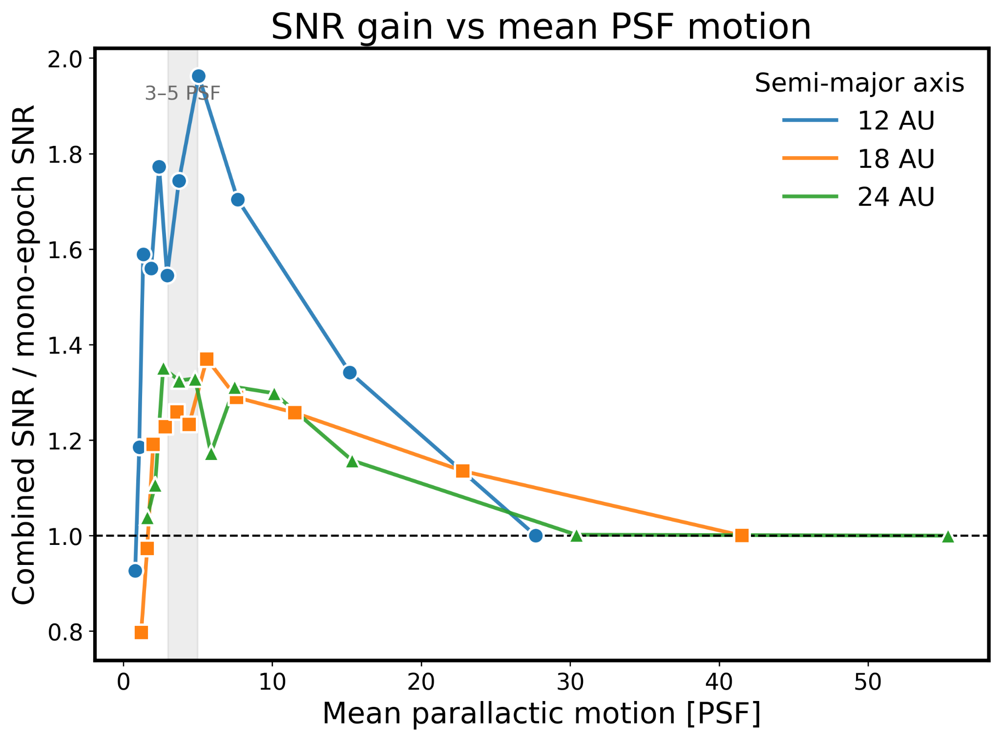 SNR gain vs mean PSF motion
Combined SNR / mono-epoch SNR
2.0
1.8
1.6
1.4
1.2
1.0
0.8
3–5 PSF
Semi-major axis
12 AU
18 AU
24 AU
0 10 20 30 40 50
Mean parallactic motion [PSF]